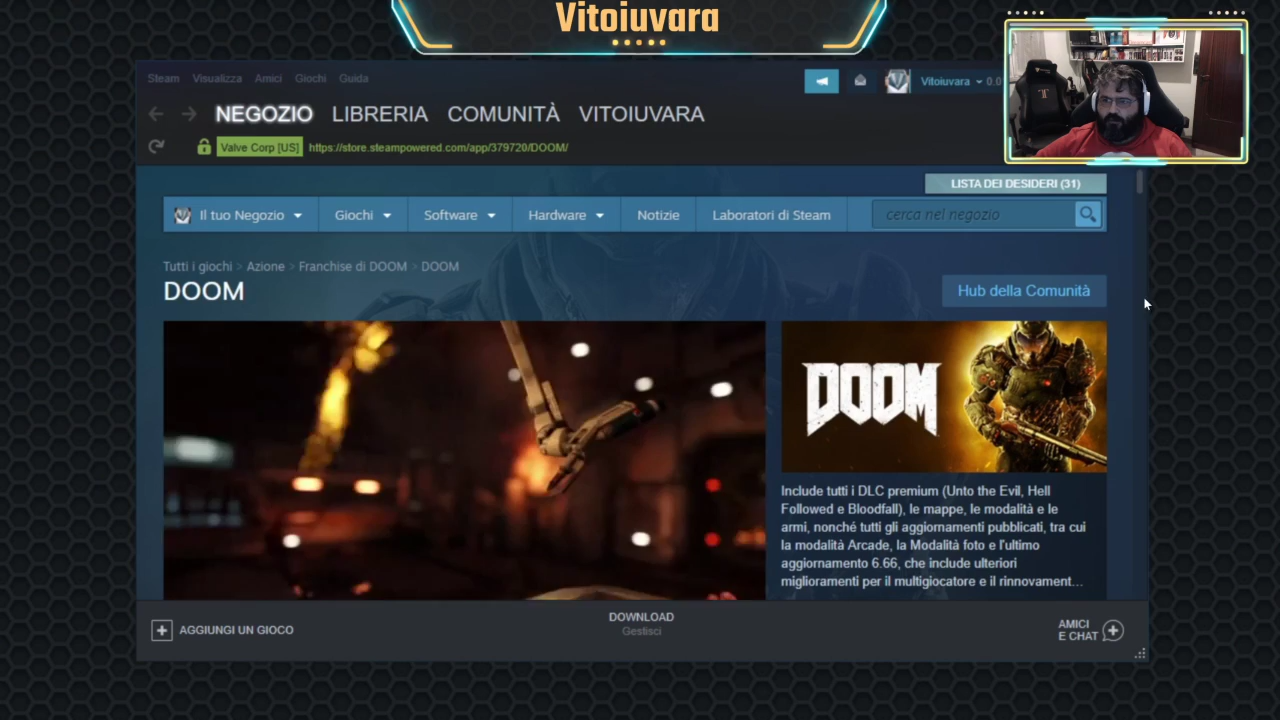 Vitoiuvara
Steam Visualizza Amici Giochi Guida
Vitoiuvara
NEGOZIO LIBRERIA COMUNITÀ VITOIUVARA
Valve Corp [US] https://store.steampowered.com/app/379720/DOOM/
LISTA DEI DESIDERI (31)
Il tuo Negozio Giochi Software Hardware Notizie Laboratori di Steam cerca nel negozio
Tutti i giochi > Azione > Franchise di DOOM > DOOM
DOOM
Hub della Comunità
DOOM
Include tutti i DLC premium (Unto the Evil, Hell
Followed e Bloodfall), le mappe, le modalità e le
armi, nonché tutti gli aggiornamenti pubblicati, tra cui
la modalità Arcade, la Modalità foto e l'ultimo
aggiornamento 6.66, che include ulteriori
miglioramenti per il multigiocatore e il rinnovament...
AGGIUNGI UN GIOCO
DOWNLOAD
Gestisci
AMICI
E CHAT